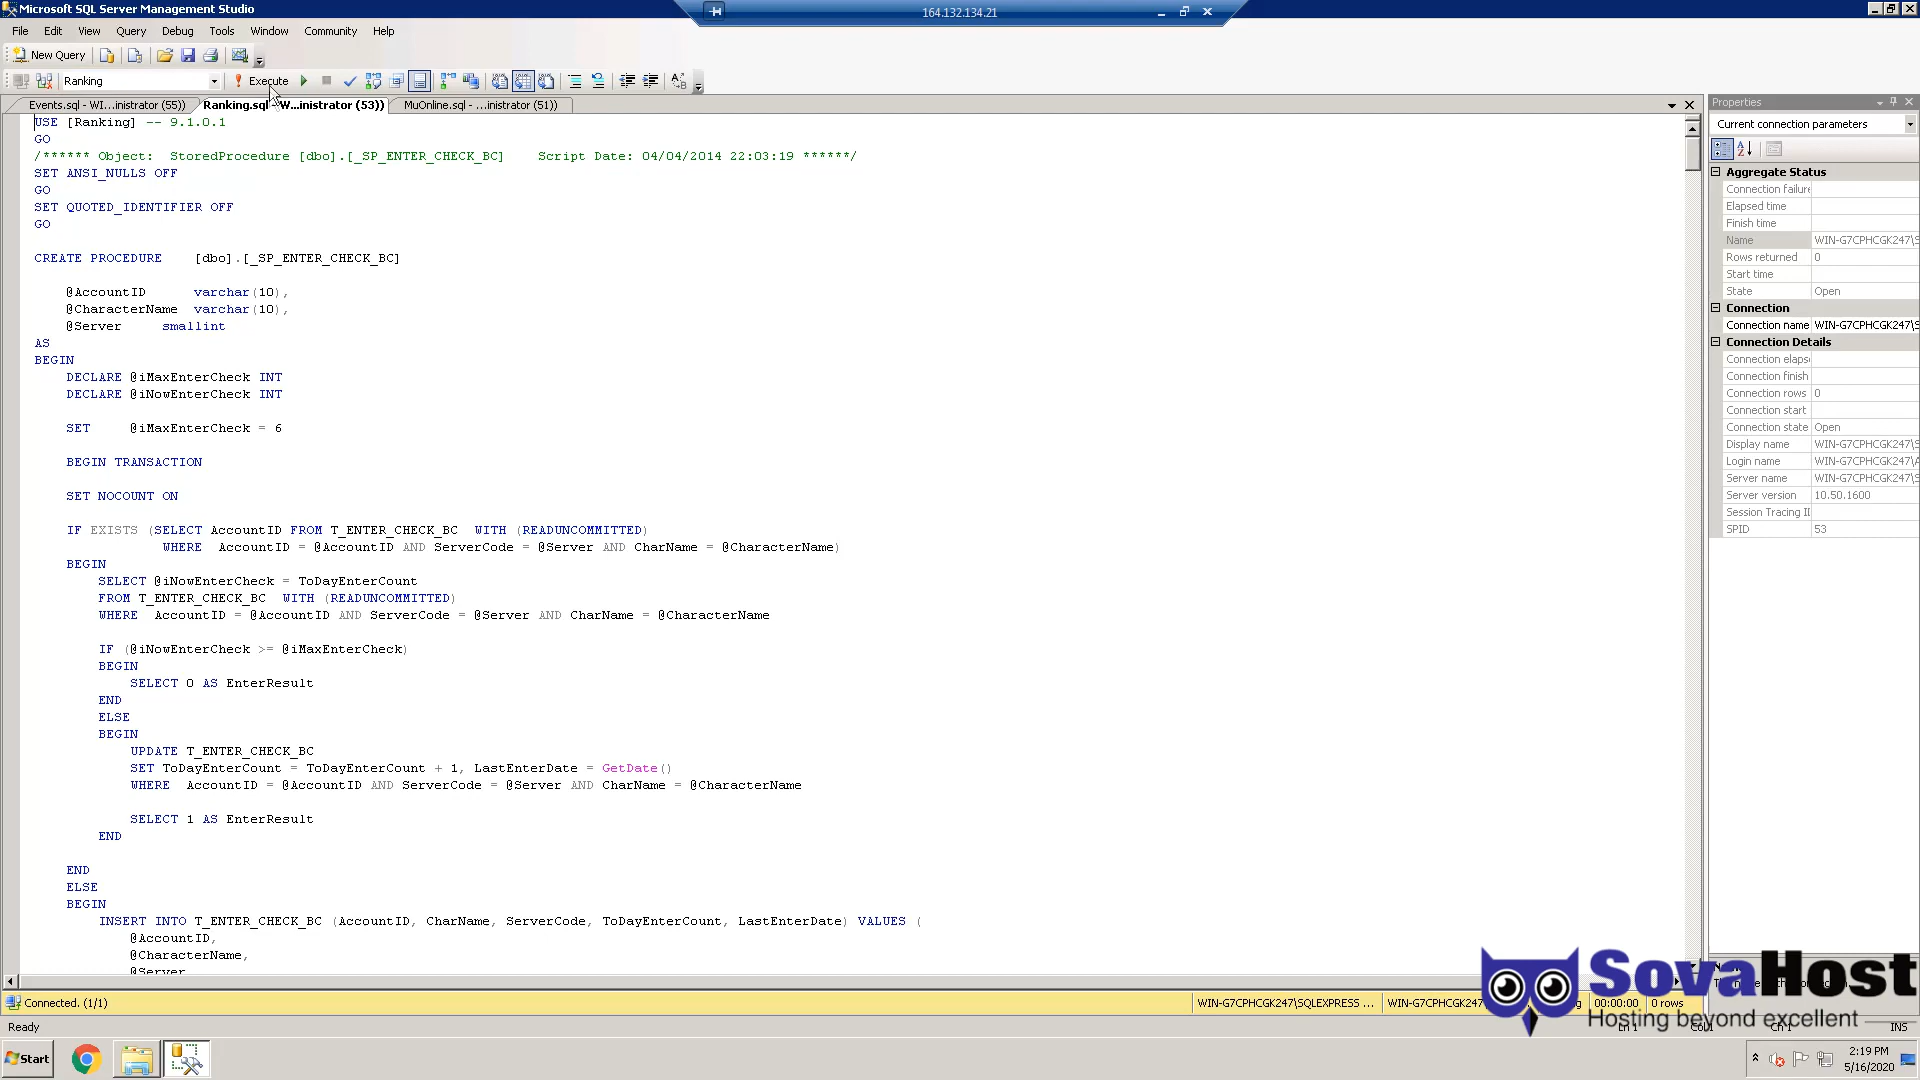 Microsoft SQL Server Management Studio
164.132.134.21
File Edit View Query Debug Tools Window Community Help
New Query
Ranking
Execute
Events.sql - WI...inistrator (55))
Ranking.sql - W...inistrator (53))
MuOnline.sql - ...inistrator (51))
USE [Ranking] -- 9.1.0.1
GO
/****** Object:  StoredProcedure [dbo].[_SP_ENTER_CHECK_BC]    Script Date: 04/04/2014 22:03:19 ******/
SET ANSI_NULLS OFF
GO
SET QUOTED_IDENTIFIER OFF
GO
CREATE PROCEDURE    [dbo].[_SP_ENTER_CHECK_BC]
@AccountID      varchar(10),
@CharacterName  varchar(10),
@Server     smallint
AS
BEGIN
DECLARE @iMaxEnterCheck INT
DECLARE @iNowEnterCheck INT
SET     @iMaxEnterCheck = 6
BEGIN TRANSACTION
SET NOCOUNT ON
IF EXISTS (SELECT AccountID FROM T_ENTER_CHECK_BC  WITH (READUNCOMMITTED)
WHERE  AccountID = @AccountID AND ServerCode = @Server AND CharName = @CharacterName)
BEGIN
SELECT @iNowEnterCheck = ToDayEnterCount
FROM T_ENTER_CHECK_BC  WITH (READUNCOMMITTED)
WHERE  AccountID = @AccountID AND ServerCode = @Server AND CharName = @CharacterName
IF (@iNowEnterCheck >= @iMaxEnterCheck)
BEGIN
SELECT 0 AS EnterResult
END
ELSE
BEGIN
UPDATE T_ENTER_CHECK_BC
SET ToDayEnterCount = ToDayEnterCount + 1, LastEnterDate = GetDate()
WHERE  AccountID = @AccountID AND ServerCode = @Server AND CharName = @CharacterName
SELECT 1 AS EnterResult
END
END
ELSE
BEGIN
INSERT INTO T_ENTER_CHECK_BC (AccountID, CharName, ServerCode, ToDayEnterCount, LastEnterDate) VALUES (
@AccountID,
@CharacterName,
@Server
Properties
Current connection parameters
Aggregate Status
Connection failure
Elapsed time
Finish time
Name WIN-G7CPHCGK247\S
Rows returned 0
Start time
State Open
Connection
Connection name WIN-G7CPHCGK247\S
Connection Details
Connection elapse
Connection finish
Connection rows 0
Connection start
Connection state Open
Display name WIN-G7CPHCGK247\S
Login name WIN-G7CPHCGK247\A
Server name WIN-G7CPHCGK247\S
Server version 10.50.1600
Session Tracing ID
SPID 53
SovaHost
Hosting beyond excellent
Connected. (1/1)
WIN-G7CPHCGK247\SQLEXPRESS ... WIN-G7CPHCGK247 00:00:00 0 rows
Ready
Ln 1 Col 1 Ch 1 INS
Start
2:19 PM
5/16/2020